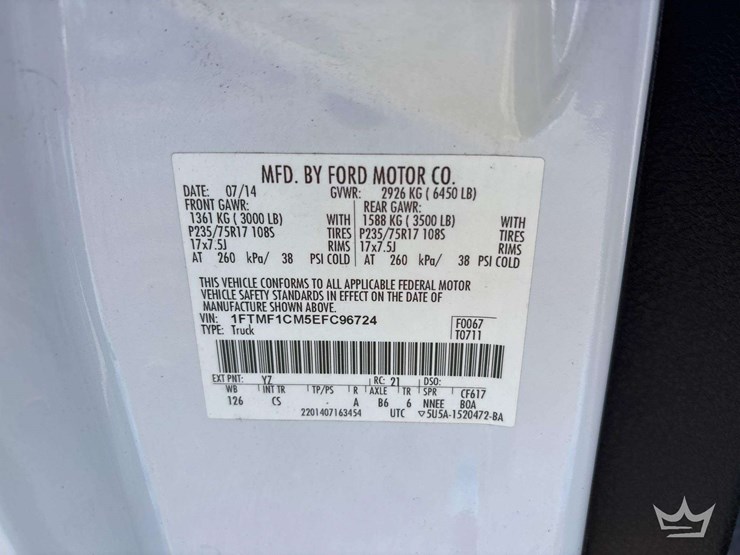 MFD. BY FORD MOTOR CO.
DATE: 07/14 GVWR: 2926 KG ( 6450 LB)
FRONT GAWR: REAR GAWR:
1361 KG ( 3000 LB) WITH 1588 KG ( 3500 LB) WITH
P235/75R17 108S TIRES P235/75R17 108S TIRES
17x7.5J RIMS 17x7.5J RIMS
AT 260 kPa/ 38 PSI COLD AT 260 kPa/ 38 PSI COLD
THIS VEHICLE CONFORMS TO ALL APPLICABLE FEDERAL MOTOR
VEHICLE SAFETY STANDARDS IN EFFECT ON THE DATE OF
MANUFACTURE SHOWN ABOVE.
VIN: 1FTMF1CM5EFC96724 F0067
TYPE: Truck T0711
EXT PNT: YZ RC: 21 DSO:
WB INT TR TP/PS R AXLE TR SPR CF617
126 CS - A B6 6 NNEE BOA
2201407163454 UTC ▽5U5A-1520472-BA